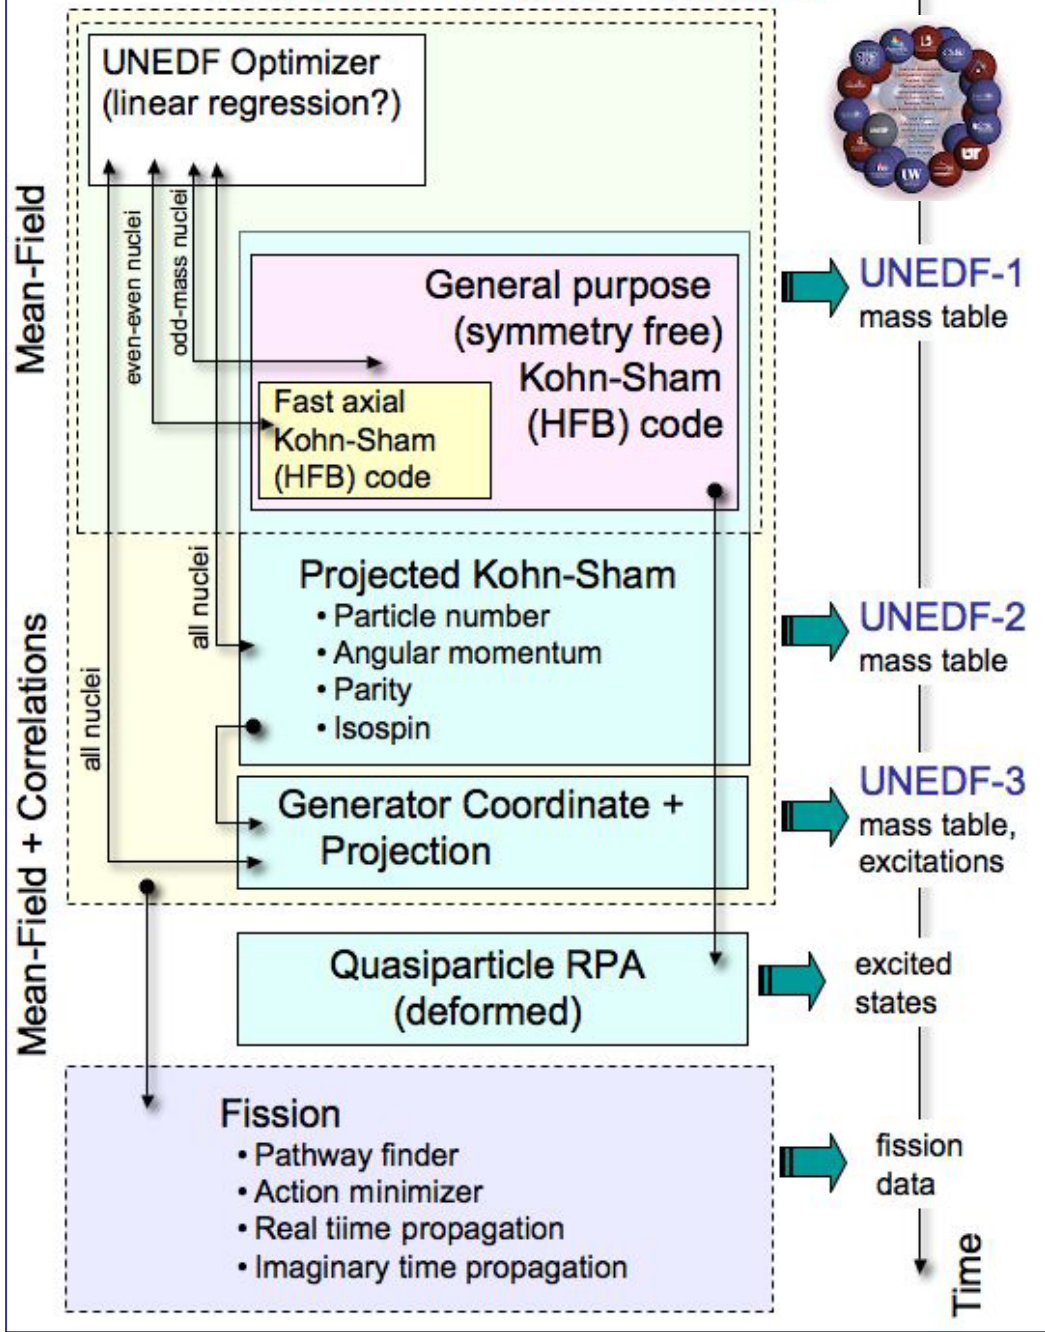 UNEDF Optimizer
(linear regression?)
Mean-Field
even-even nuclei
odd-mass nuclei
General purpose
(symmetry free)
Kohn-Sham
(HFB) code
Fast axial
Kohn-Sham
(HFB) code
UNEDF-1
mass table
Mean-Field + Correlations
all nuclei
all nuclei
Projected Kohn-Sham
• Particle number
• Angular momentum
• Parity
• Isospin
UNEDF-2
mass table
Generator Coordinate +
Projection
UNEDF-3
mass table,
excitations
Quasiparticle RPA
(deformed)
excited
states
Fission
• Pathway finder
• Action minimizer
• Real tiime propagation
• Imaginary time propagation
fission
data
Time
UW